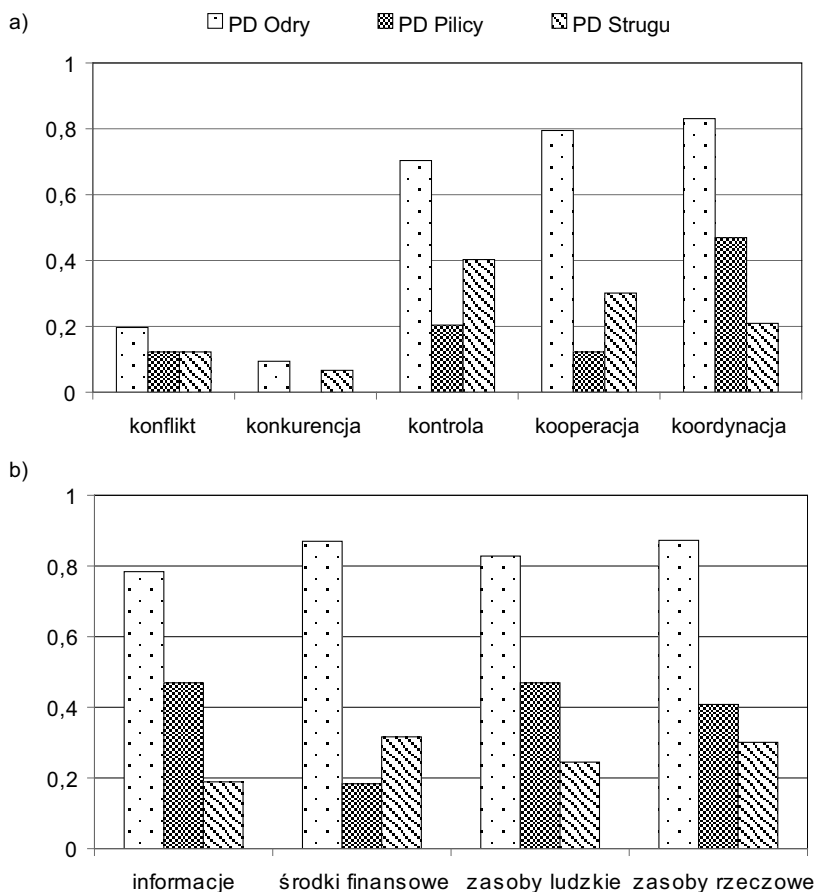 a)
PD Odry PD Pilicy PD Strugu
1
0,8
0,6
0,4
0,2
0
konflikt konkurencja kontrola kooperacja koordynacja
b)
1
0,8
0,6
0,4
0,2
0
informacje środki finansowe zasoby ludzkie zasoby rzeczowe